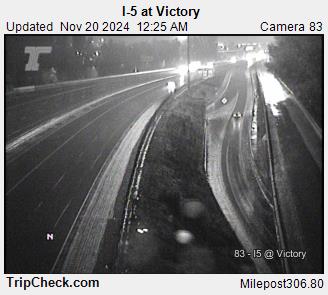 I-5 at Victory
Updated Nov 20 2024 12:25 AM Camera 83
T
N
83 - I5 @ Victory
TripCheck.com Milepost306.80